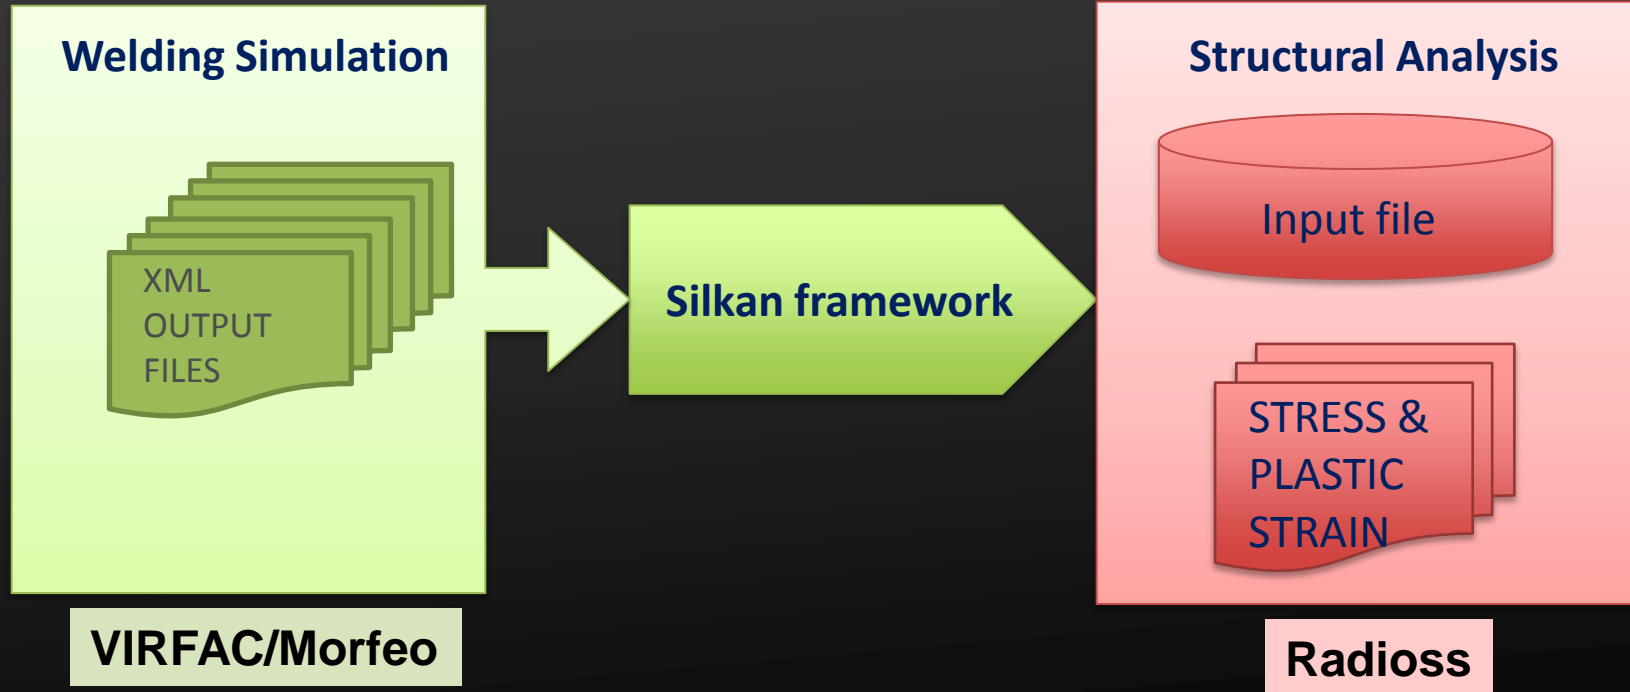 Welding Simulation
XML
OUTPUT
FILES
VIRFAC/Morfeo
Silkan framework
Structural Analysis
Input file
STRESS &
PLASTIC
STRAIN
Radioss